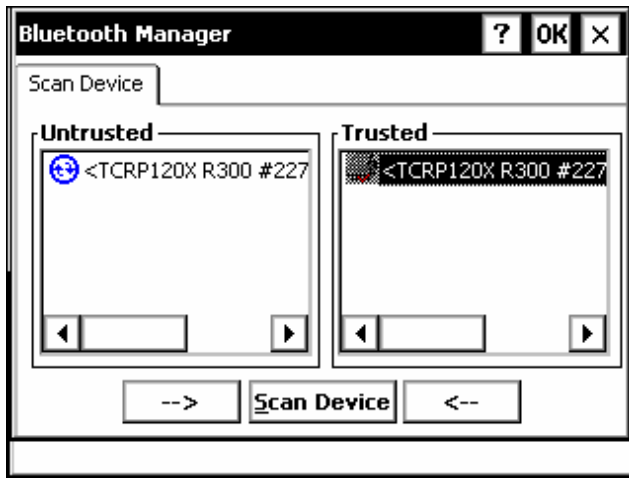 Bluetooth Manager ? OK ×
Scan Device
Untrusted Trusted
<TCRP120X R300 #227 <TCRP120X R300 #227
--> Scan Device <--